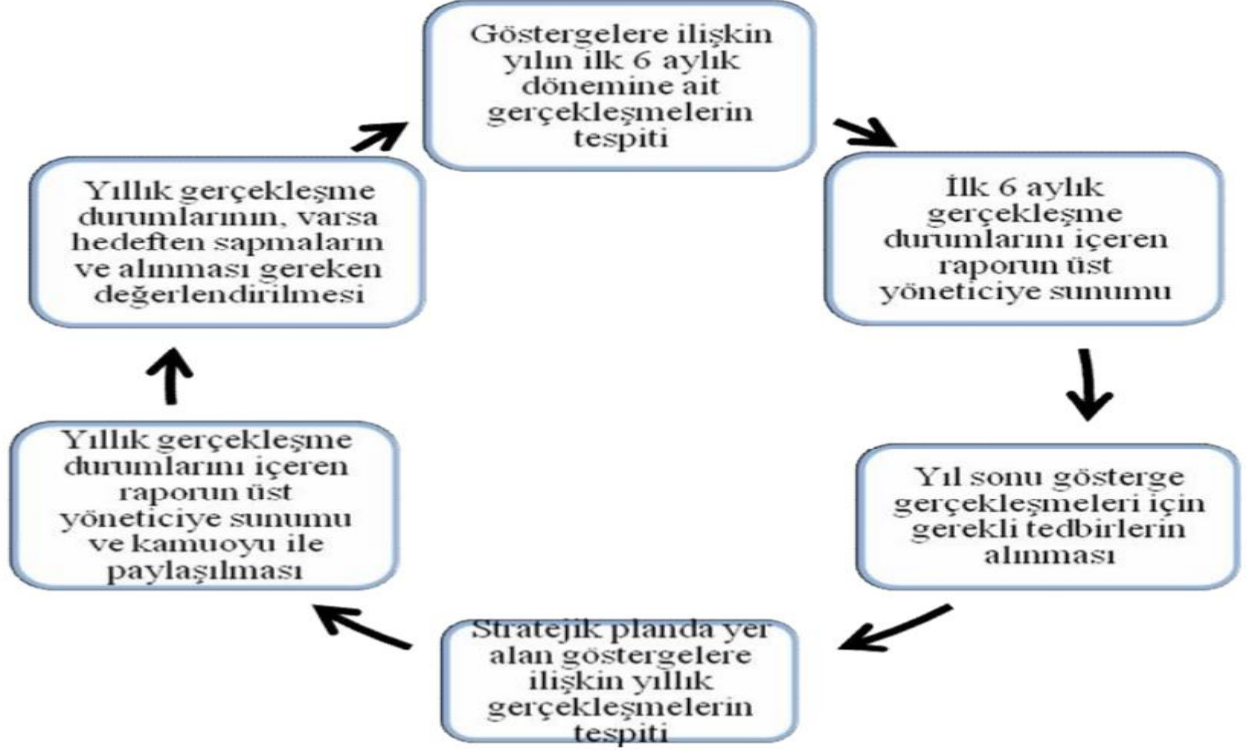 Göstergelere ilişkin
yılın ilk 6 aylık
dönemine ait
gerçekleşmelerin
tespiti
İlk 6 aylık
gerçekleşme
durumlarını içeren
raporun üst
yöneticiye sunumu
Yıl sonu gösterge
gerçekleşmeleri için
gerekli tedbirlerin
alınması
Stratejik planda yer
alan göstergelere
ilişkin yıllık
gerçekleşmelerin
tespiti
Yıllık gerçekleşme
durumlarını içeren
raporun üst
yöneticiye sunumu
ve kamuoyu ile
paylaşılması
Yıllık gerçekleşme
durumlarının, varsa
hedeften sapmaların
ve alınması gereken
değerlendirilmesi